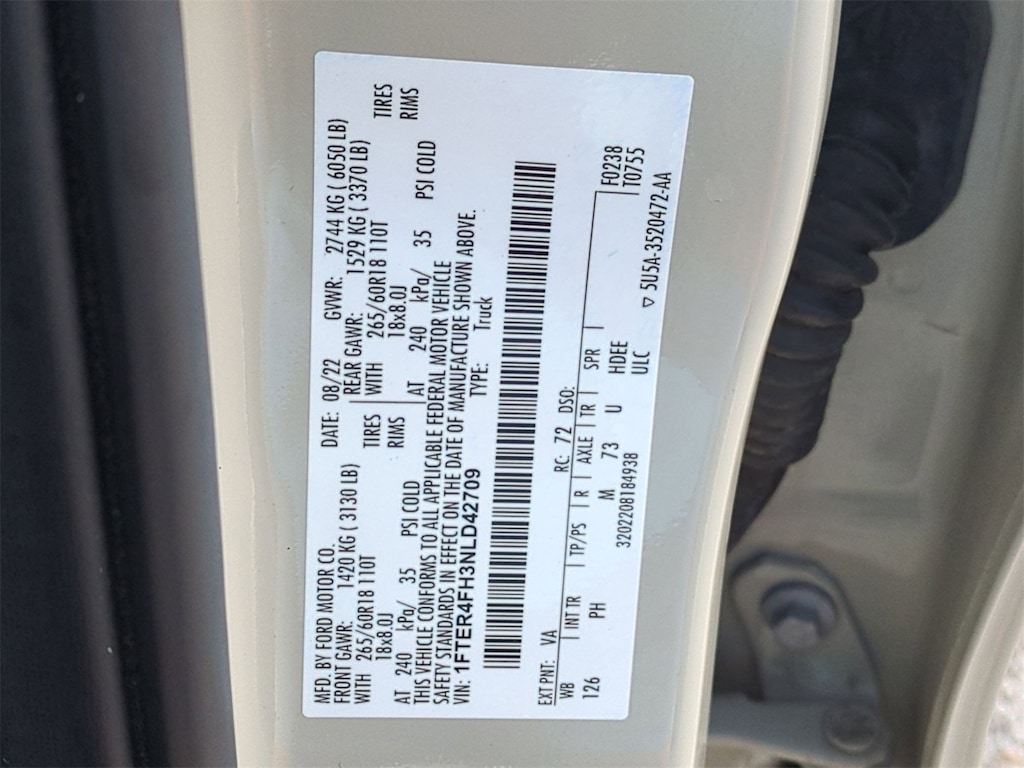 MFD. BY FORD MOTOR CO.
DATE: 08/22 GVWR: 2744 KG ( 6050 LB)
FRONT GAWR: 1420 KG ( 3130 LB)
REAR GAWR: 1529 KG ( 3370 LB)
WITH 265/60R18 110T TIRES
WITH 265/60R18 110T TIRES
18x8.0J RIMS
18x8.0J RIMS
AT 240 kPa/ 35 PSI COLD
AT 240 kPa/ 35 PSI COLD
THIS VEHICLE CONFORMS TO ALL APPLICABLE FEDERAL MOTOR VEHICLE
SAFETY STANDARDS IN EFFECT ON THE DATE OF MANUFACTURE SHOWN ABOVE.
VIN: 1FTER4FH3NLD42709 TYPE: Truck
EXT PNT: VA RC: 72 DSO:
WB INT TR TP/PS R AXLE TR SPR F0238
126 PH M 73 U HDEE T0755
3202208184938 ULC
▽ 5U5A-3520472-AA